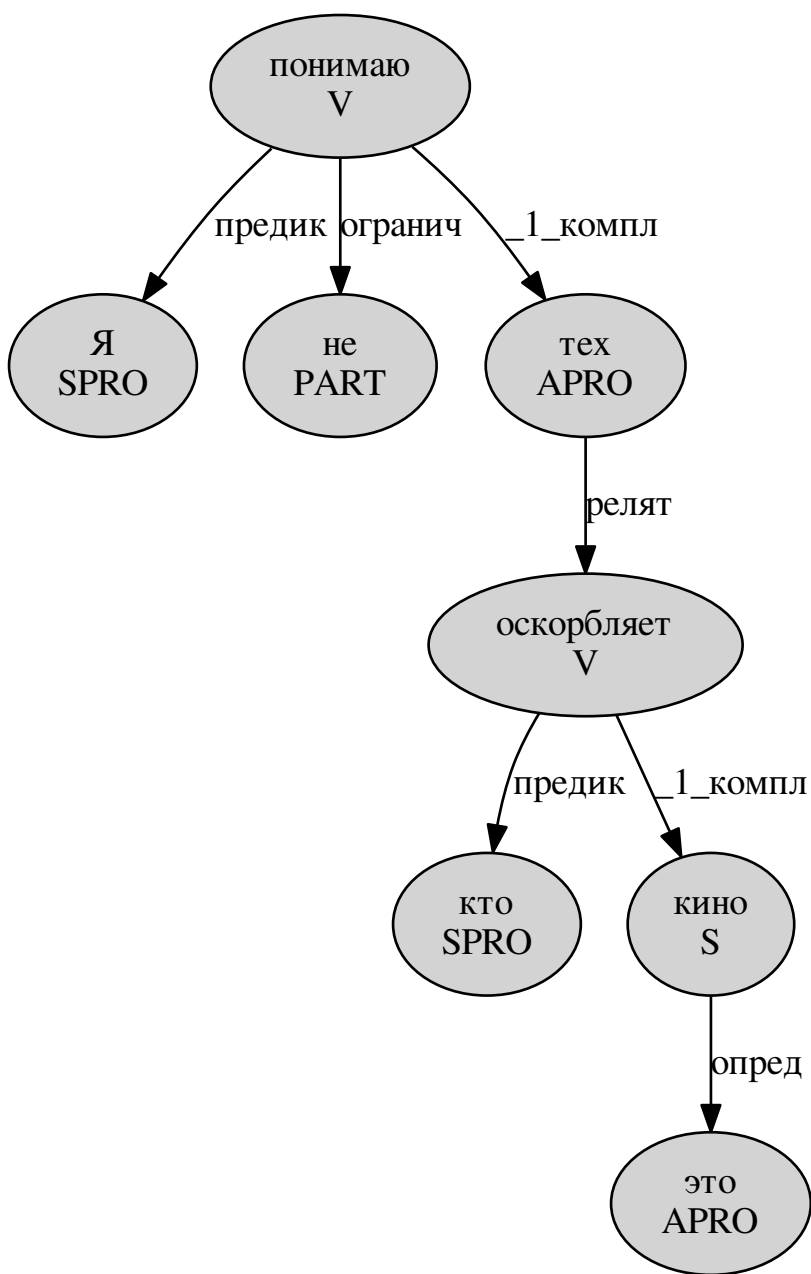 понимаю
V
предик
огранич
_1_компл
Я
SPRO
не
PART
тех
APRO
релят
оскорбляет
V
предик
_1_компл
кто
SPRO
кино
S
опред
это
APRO